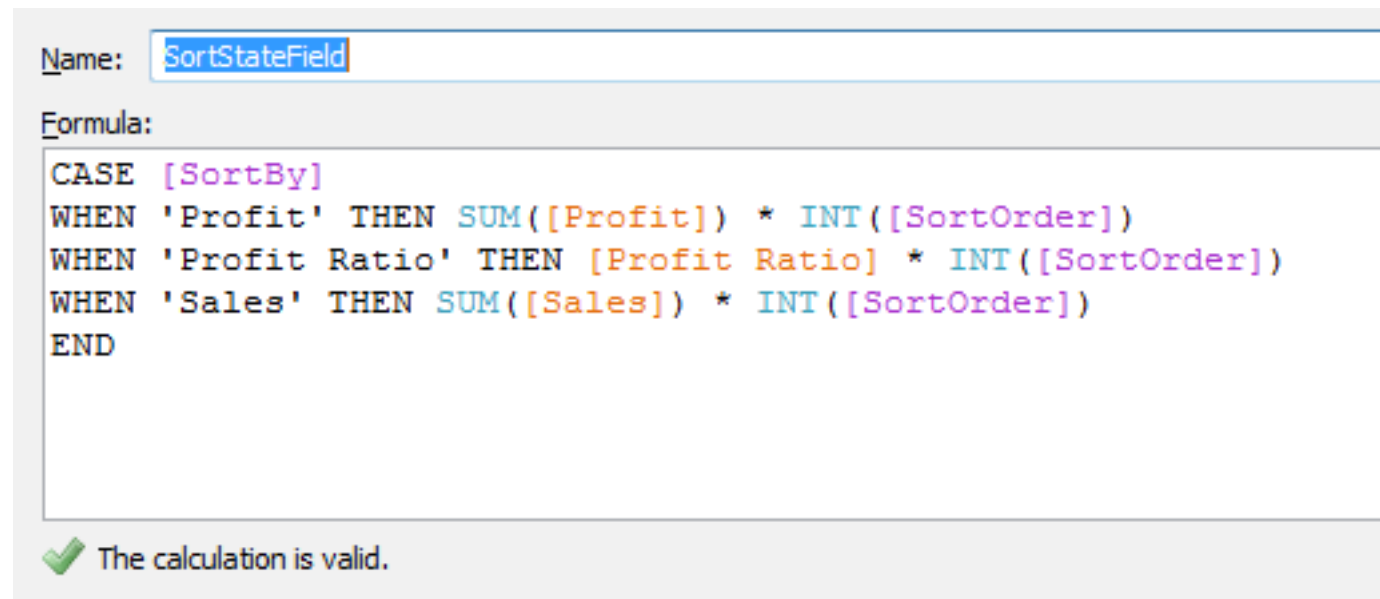 Name: SortStateField
Formula:
CASE [SortBy]
WHEN 'Profit' THEN SUM([Profit]) * INT([SortOrder])
WHEN 'Profit Ratio' THEN [Profit Ratio] * INT([SortOrder])
WHEN 'Sales' THEN SUM([Sales]) * INT([SortOrder])
END
The calculation is valid.